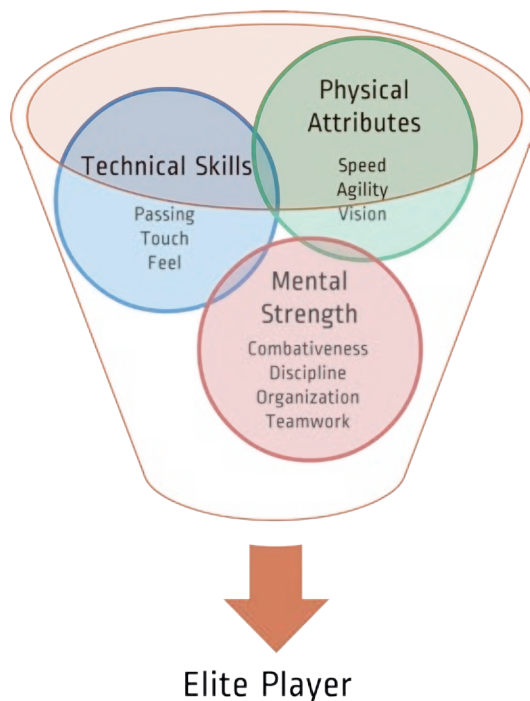 Physical
Attributes
Speed
Agility
Vision
Technical Skills
Passing
Touch
Feel
Mental
Strength
Combativeness
Discipline
Organization
Teamwork
Elite Player